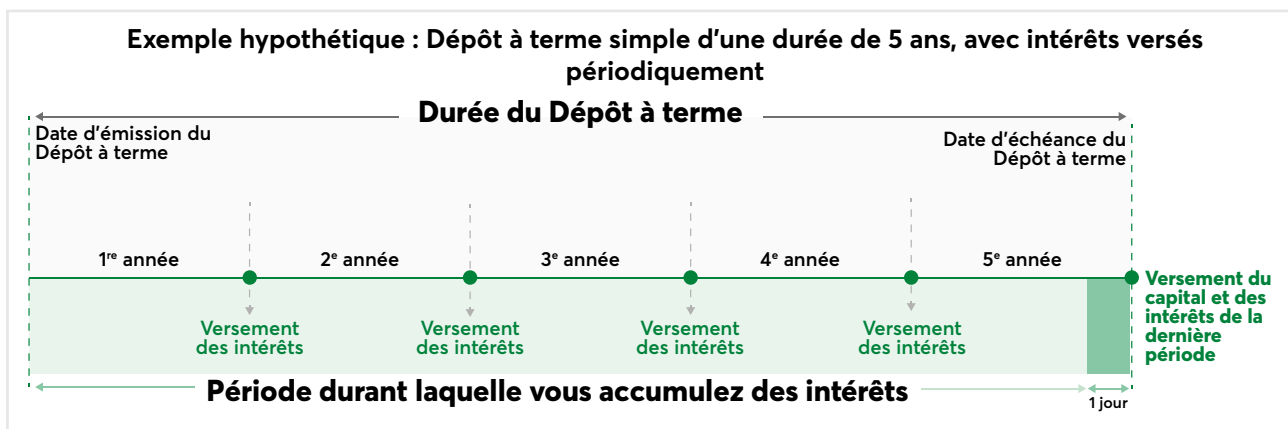 Exemple hypothétique : Dépôt à terme simple d'une durée de 5 ans, avec intérêts versés
périodiquement
Durée du Dépôt à terme
Date d'émission du
Dépôt à terme
Date d'échéance du
Dépôt à terme
1re année
2e année
3e année
4e année
5e année
Versement
des intérêts
Versement
des intérêts
Versement
des intérêts
Versement
des intérêts
Versement du
capital et des
intérêts de la
dernière
période
Période durant laquelle vous accumulez des intérêts
1 jour